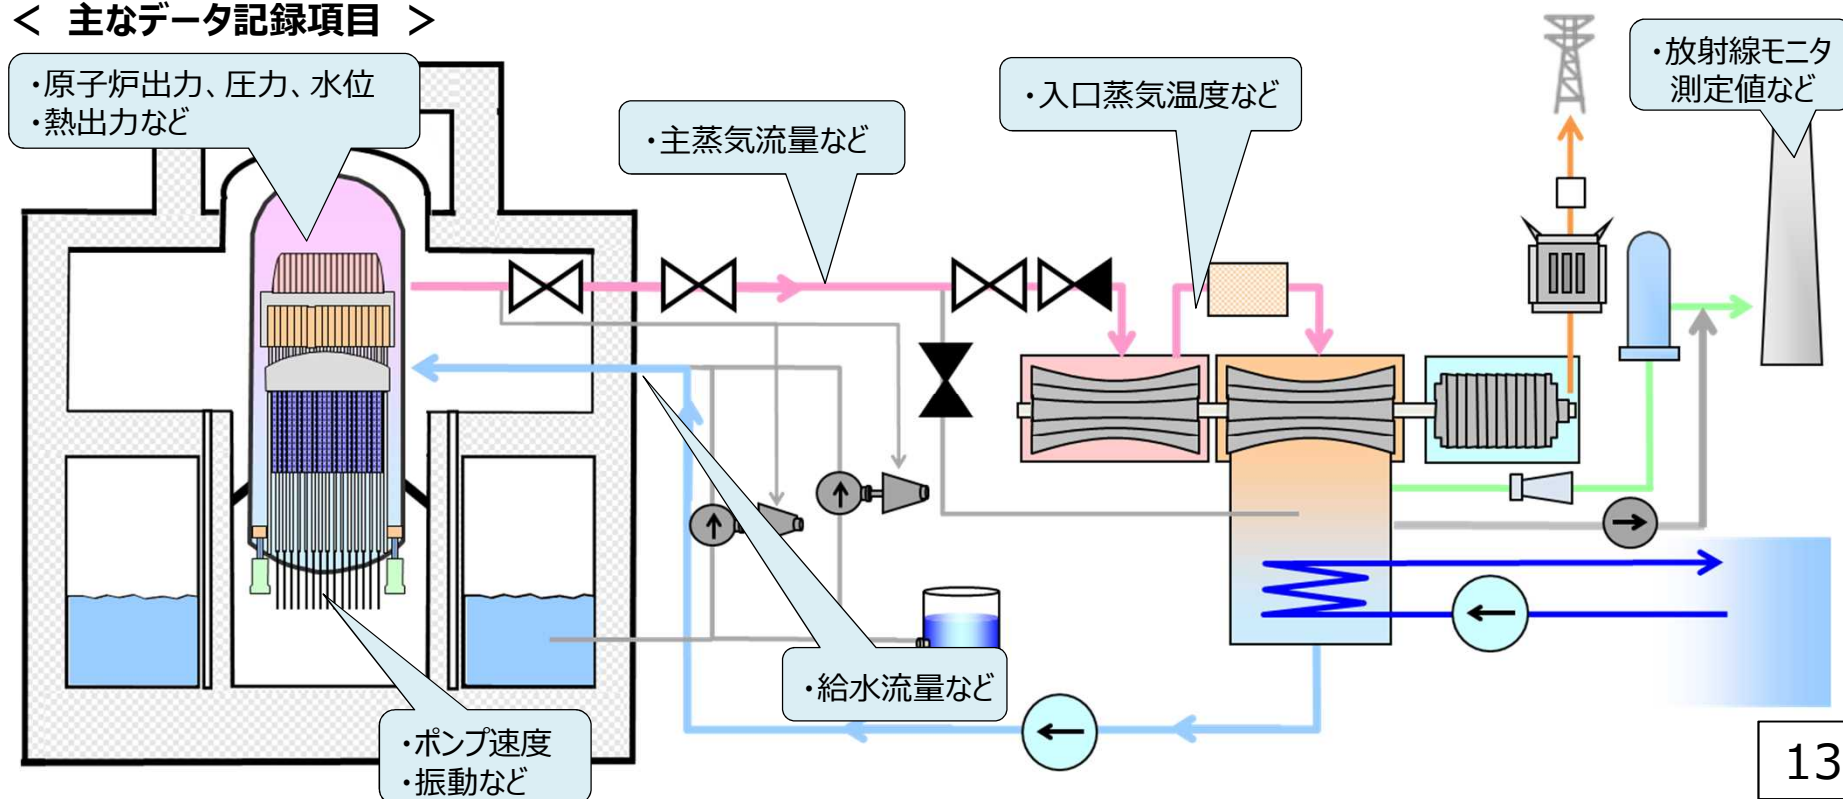 ＜ 主なデータ記録項目 ＞
・原子炉出力、圧力、水位
・熱出力など
・主蒸気流量など
・入口蒸気温度など
・放射線モニタ
測定値など
・給水流量など
・ポンプ速度
・振動など
13